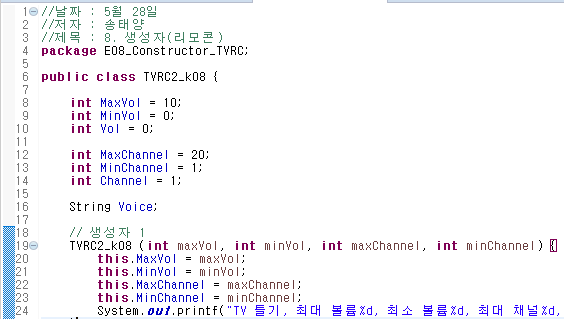 1 //날짜 : 5월 28일
2 //저자 : 송태양
3 //제목 : 8. 생성자(리모콘)
4 package E08_Constructor_TVRC;
5
6 public class TVRC2_k08 {
7
8 int MaxVol = 10;
9 int MinVol = 0;
10 int Vol = 0;
11
12 int MaxChannel = 20;
13 int MinChannel = 1;
14 int Channel = 1;
15
16 String Voice;
17
18 // 생성자 1
19 TVRC2_k08 (int maxVol, int minVol, int maxChannel, int minChannel) {
20 this.MaxVol = maxVol;
21 this.MinVol = minVol;
22 this.MaxChannel = maxChannel;
23 this.MinChannel = minChannel;
24 System.out.printf("TV 틀기, 최대 볼륨%d, 최소 볼륨%d, 최대 채널%d,